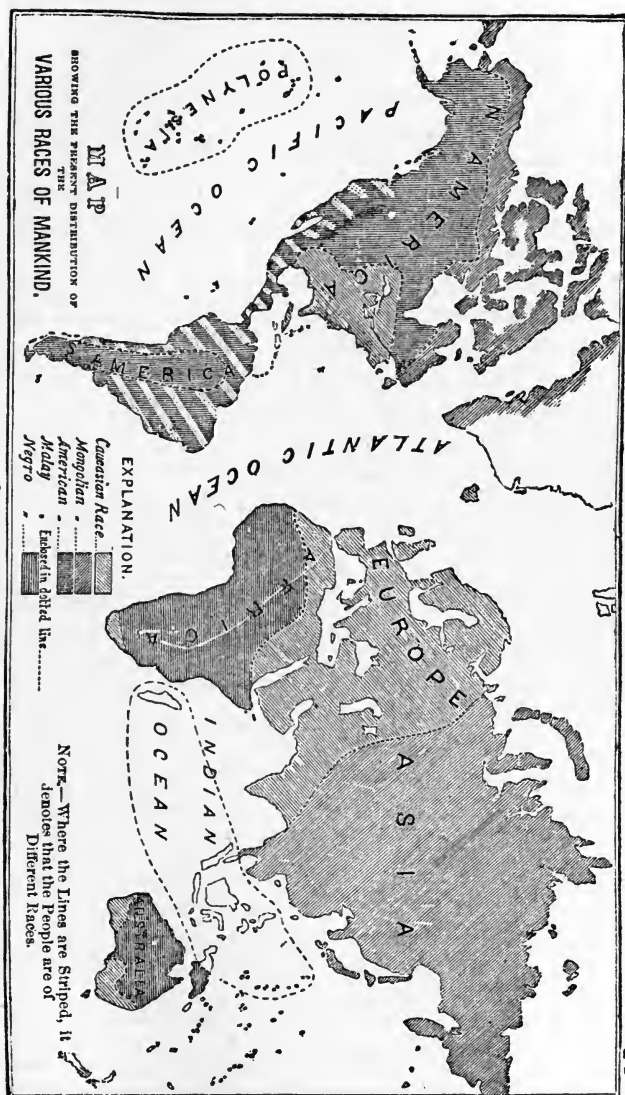 MAP
SHOWING THE PRESENT DISTRIBUTION OF
THE
VARIOUS RACES OF MANKIND.
POLYNESIA
PACIFIC OCEAN
N AMERICA
S AMERICA
ATLANTIC OCEAN
EUROPE
ASIA
AFRICA
INDIAN
OCEAN
AUSTRALIA
EXPLANATION.
Caucasian Race
Mongolian "
American "
Malay " Enclosed in dotted line
Negro "
NOTE.—Where the Lines are Striped, it
denotes that the People are of
Different Races.